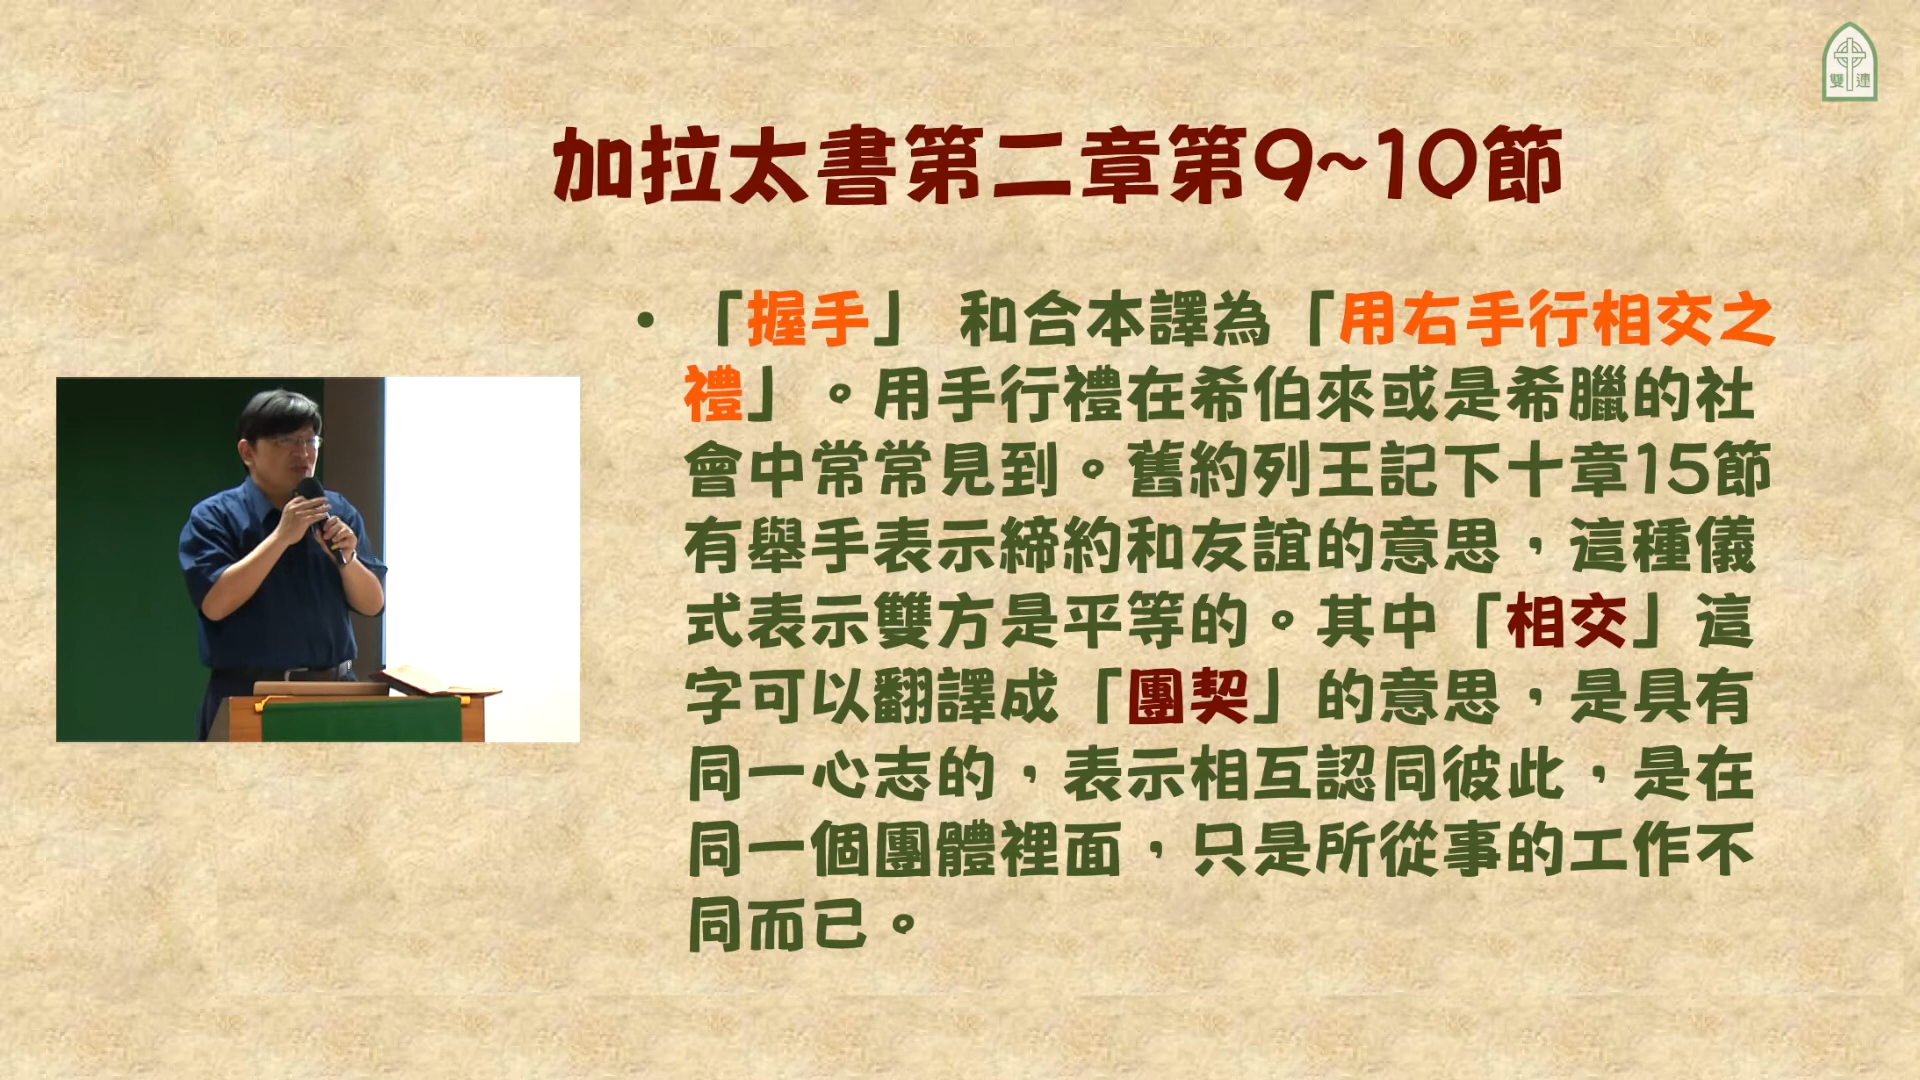 雙連
加拉太書第二章第9~10節
• 「握手」 和合本譯為「用右手行相交之
禮」。用手行禮在希伯來或是希臘的社
會中常常見到。舊約列王記下十章15節
有舉手表示締約和友誼的意思，這種儀
式表示雙方是平等的。其中「相交」這
字可以翻譯成「團契」的意思，是具有
同一心志的，表示相互認同彼此，是在
同一個團體裡面，只是所從事的工作不
同而已。